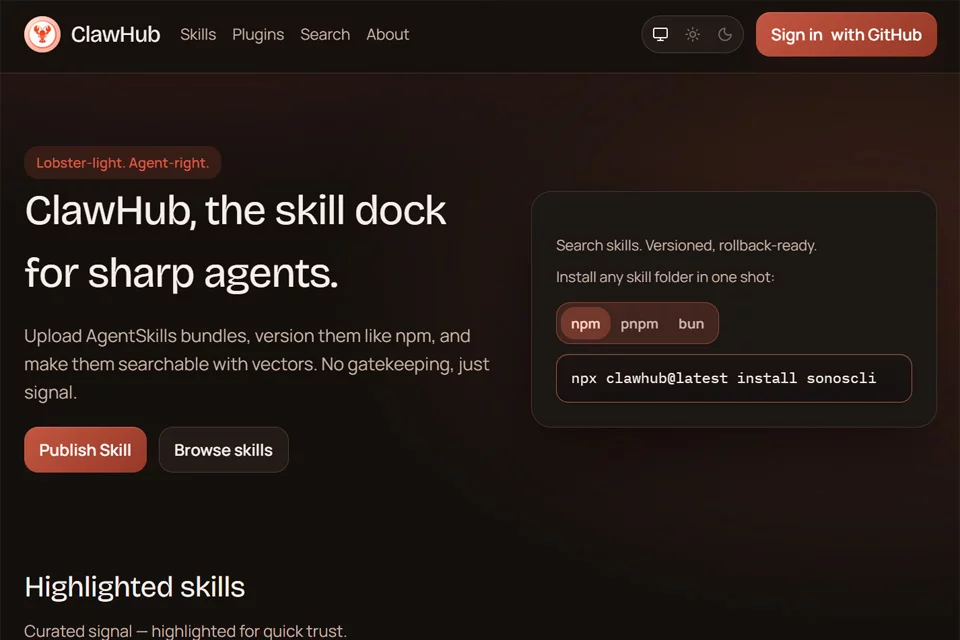 ClawHub Skills Plugins Search About Sign in with GitHub
Lobster-light. Agent-right.
ClawHub, the skill dock
for sharp agents.
Upload AgentSkills bundles, version them like npm, and
make them searchable with vectors. No gatekeeping, just
signal.
Publish Skill Browse skills
Search skills. Versioned, rollback-ready.
Install any skill folder in one shot:
npm pnpm bun
npx clawhub@latest install sonoscli
Highlighted skills
Curated signal — highlighted for quick trust.